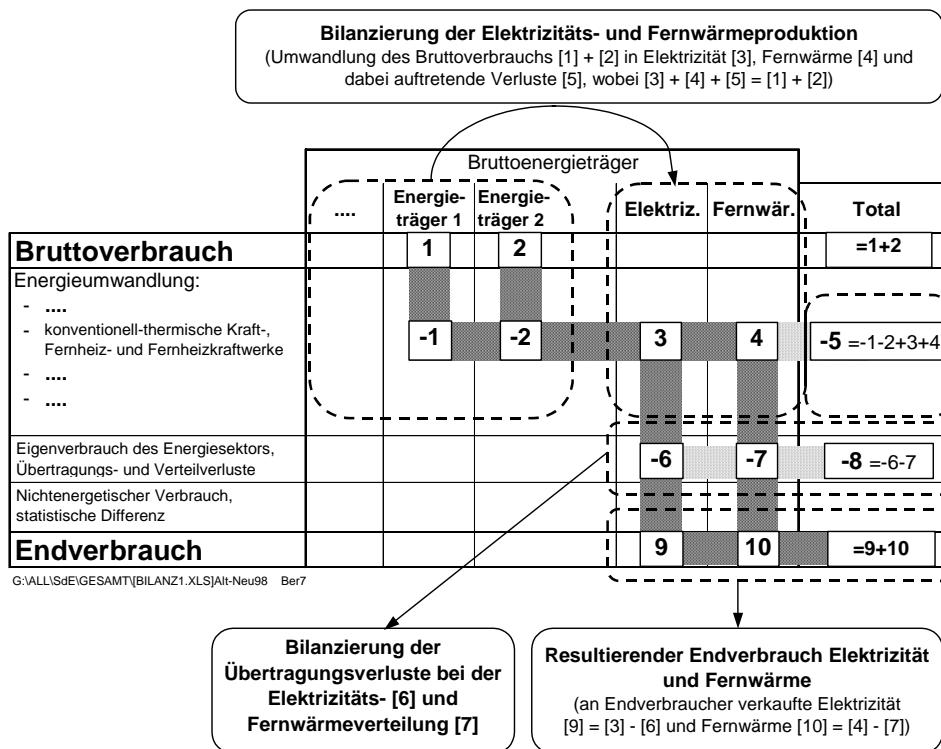 Bilanzierung der Elektrizitäts- und Fernwärmeproduktion
(Umwandlung des Bruttoverbrauchs [1] + [2] in Elektrizität [3], Fernwärme [4] und
dabei auftretende Verluste [5], wobei [3] + [4] + [5] = [1] + [2])
Bruttoenergieträger
.... Energie- Energie- Elektriz. Fernwär. Total
träger 1 träger 2
Bruttoverbrauch 1 2 =1+2
Energieumwandlung:
- ....
- konventionell-thermische Kraft-, -1 -2 3 4 -5 =-1-2+3+4
Fernheiz- und Fernheizkraftwerke
- ....
- ....
Eigenverbrauch des Energiesektors,
Übertragungs- und Verteilverluste -6 -7 -8 =-6-7
Nichtenergetischer Verbrauch,
statistische Differenz
Endverbrauch 9 10 =9+10
G:\ALL\SdE\GESAMT\[BILANZ1.XLS]Alt-Neu98 Ber7
Bilanzierung der
Übertragungsverluste bei der
Elektrizitäts- [6] und
Fernwärmeverteilung [7]
Resultierender Endverbrauch Elektrizität
und Fernwärme
(an Endverbraucher verkaufte Elektrizität
[9] = [3] - [6] und Fernwärme [10] = [4] - [7])